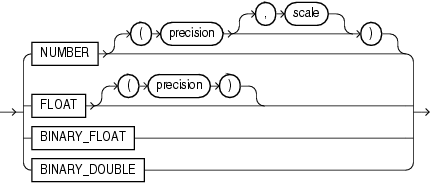 , scale
( precision )
NUMBER
( precision )
FLOAT
BINARY_FLOAT
BINARY_DOUBLE